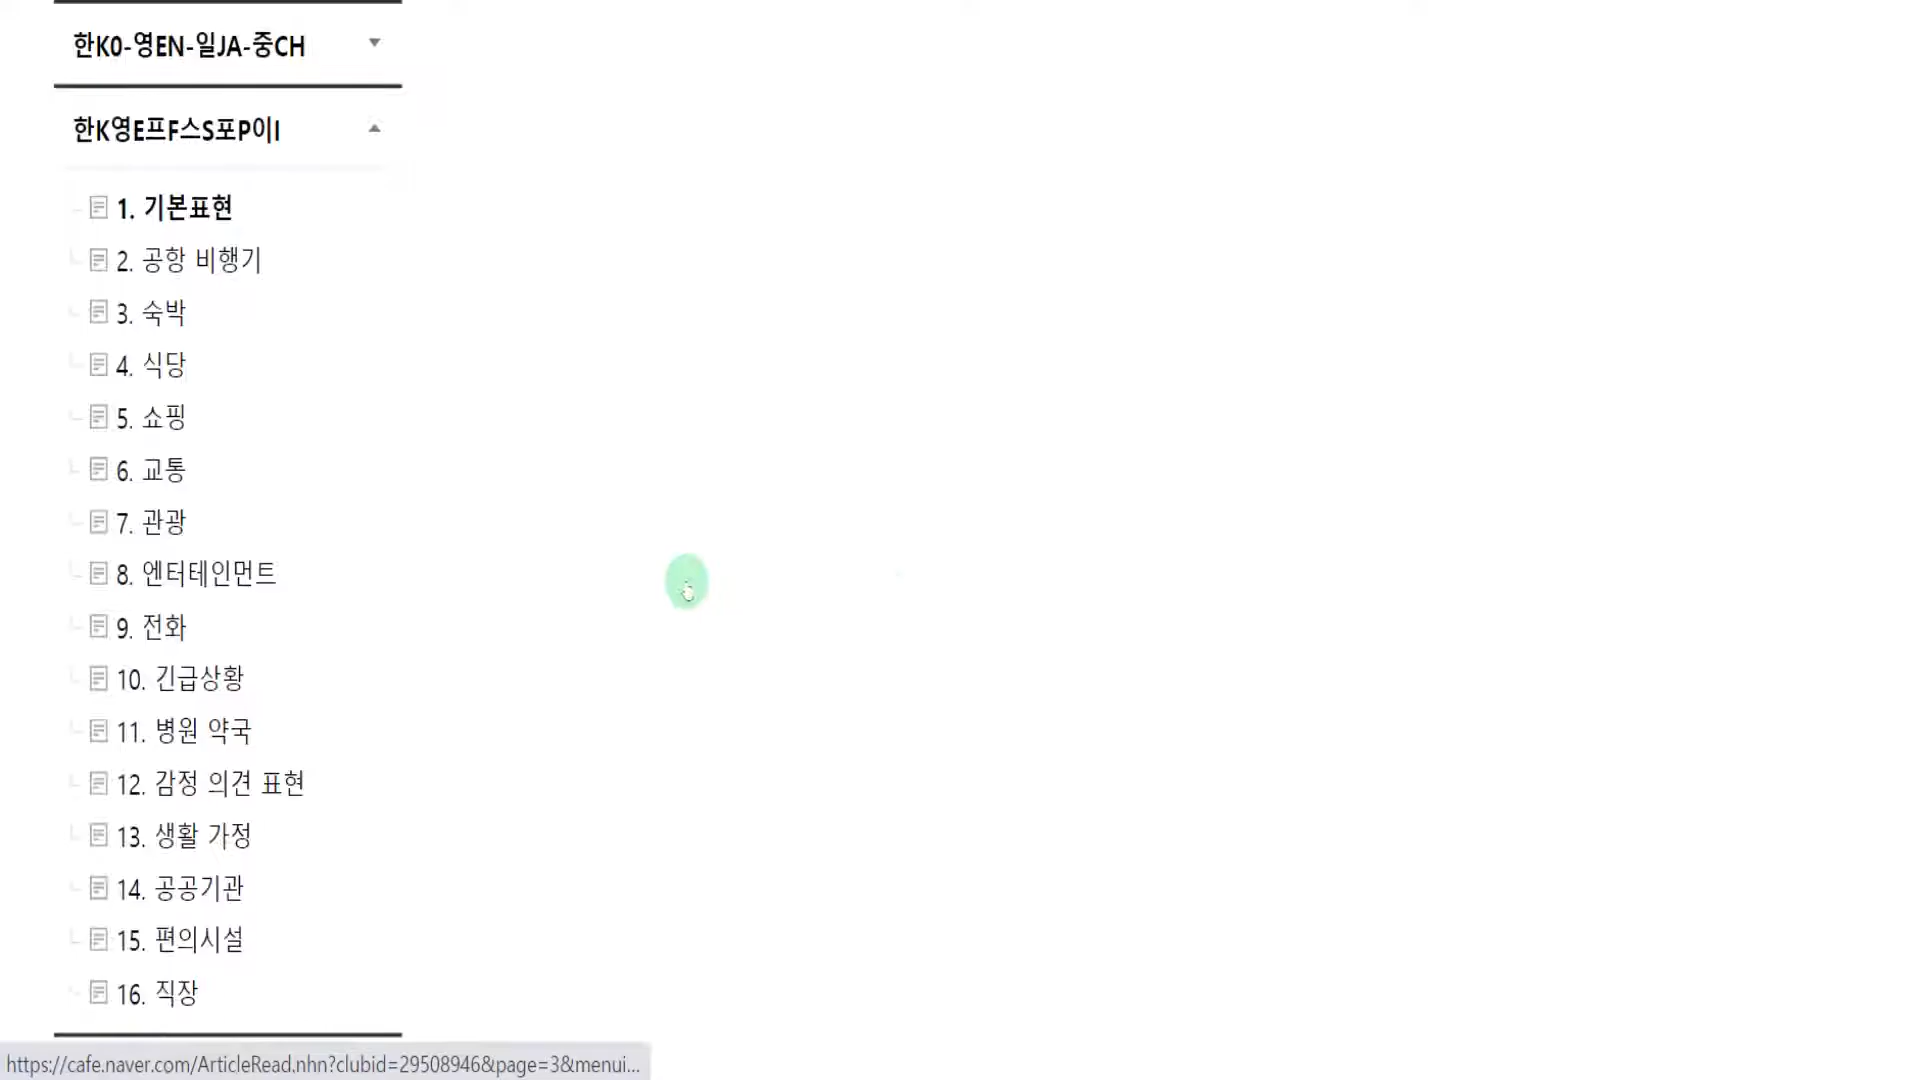 한K0-영EN-일JA-중CH
한K영E프F스S포P이I
1. 기본표현
2. 공항 비행기
3. 숙박
4. 식당
5. 쇼핑
6. 교통
7. 관광
8. 엔터테인먼트
9. 전화
10. 긴급상황
11. 병원 약국
12. 감정 의견 표현
13. 생활 가정
14. 공공기관
15. 편의시설
16. 직장
https://cafe.naver.com/ArticleRead.nhn?clubid=29508946&page=3&menui...